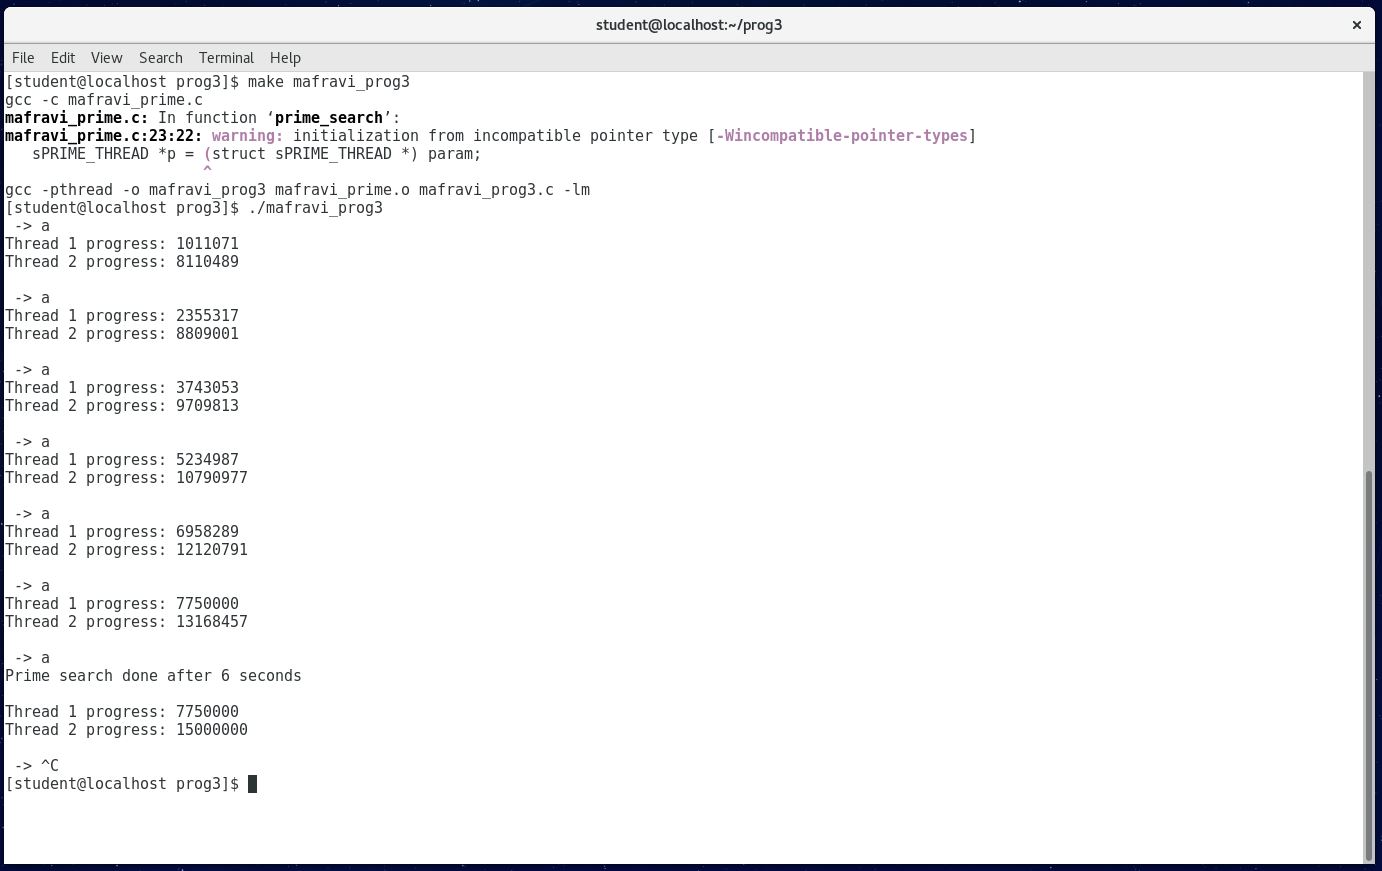 student@localhost:~/prog3
×
File Edit View Search Terminal Help
[student@localhost prog3]$ make mafravi_prog3
gcc -c mafravi_prime.c
mafravi_prime.c: In function ‘prime_search’:
mafravi_prime.c:23:22: warning: initialization from incompatible pointer type [-Wincompatible-pointer-types]
   sPRIME_THREAD *p = (struct sPRIME_THREAD *) param;
                      ^
gcc -pthread -o mafravi_prog3 mafravi_prime.o mafravi_prog3.c -lm
[student@localhost prog3]$ ./mafravi_prog3
 -> a
Thread 1 progress: 1011071
Thread 2 progress: 8110489

 -> a
Thread 1 progress: 2355317
Thread 2 progress: 8809001

 -> a
Thread 1 progress: 3743053
Thread 2 progress: 9709813

 -> a
Thread 1 progress: 5234987
Thread 2 progress: 10790977

 -> a
Thread 1 progress: 6958289
Thread 2 progress: 12120791

 -> a
Thread 1 progress: 7750000
Thread 2 progress: 13168457

 -> a
Prime search done after 6 seconds

Thread 1 progress: 7750000
Thread 2 progress: 15000000

 -> ^C
[student@localhost prog3]$